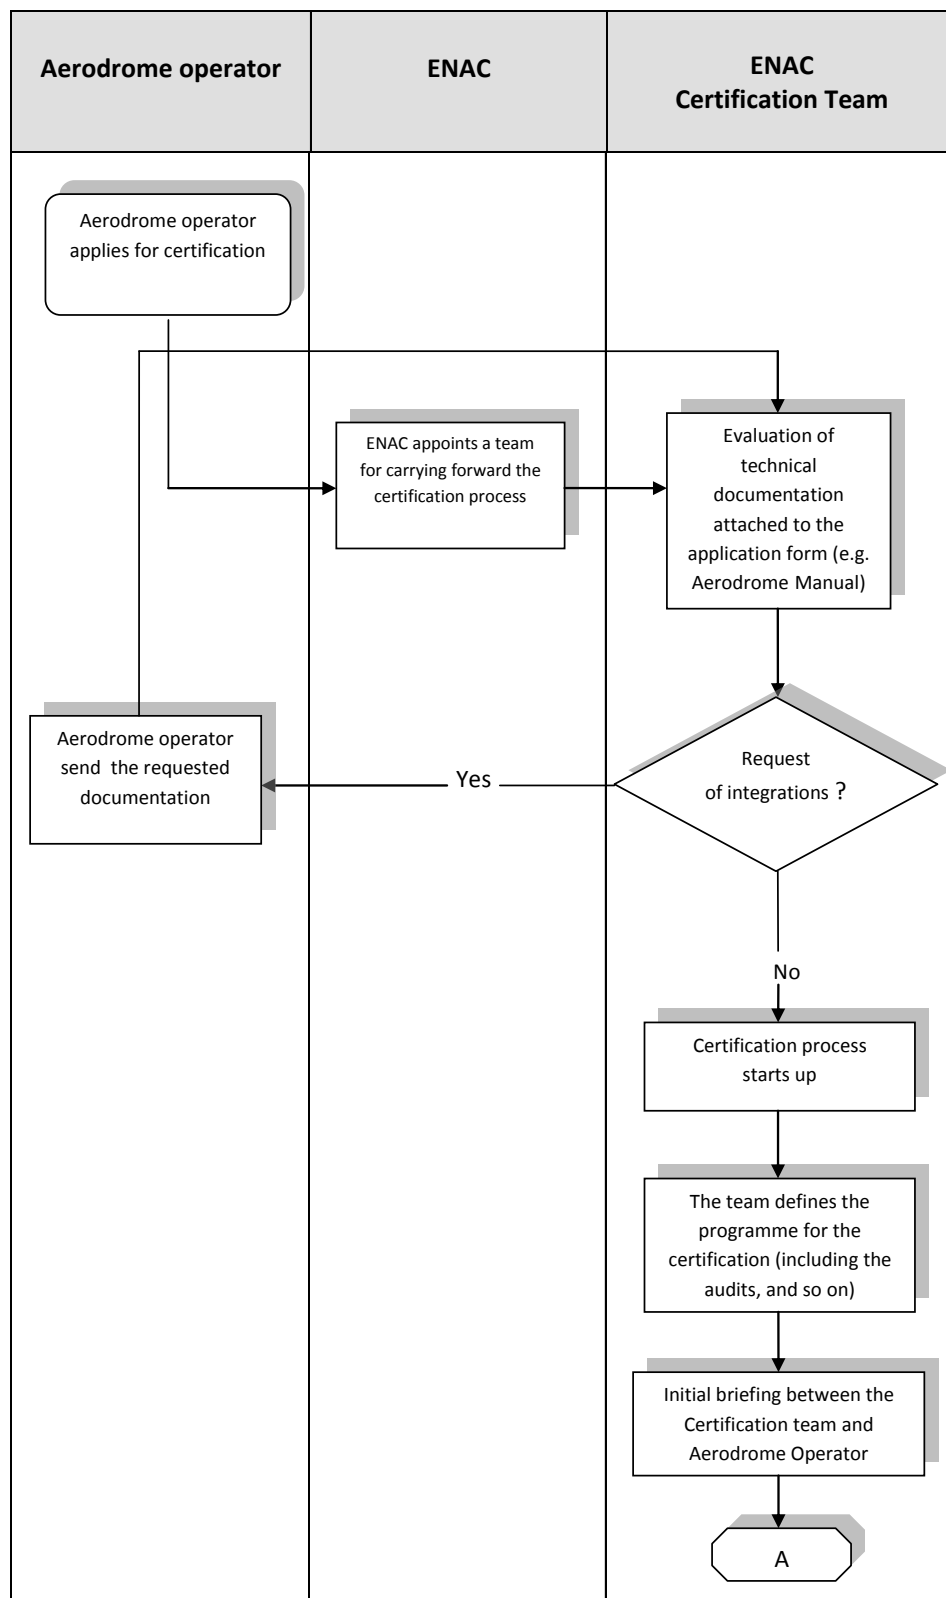 Aerodrome operator
ENAC
ENAC
Certification Team
Aerodrome operator
applies for certification
ENAC appoints a team
for carrying forward the
certification process
Evaluation of
technical
documentation
attached to the
application form (e.g.
Aerodrome Manual)
Aerodrome operator
send the requested
documentation
Yes
Request
of integrations ?
No
Certification process
starts up
The team defines the
programme for the
certification (including the
audits, and so on)
Initial briefing between the
Certification team and
Aerodrome Operator
A